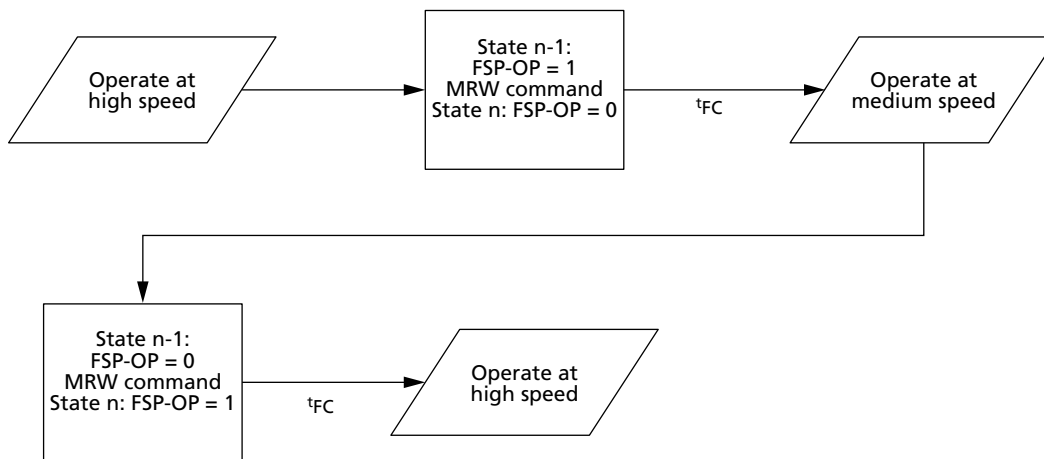 Operate at
high speed
State n-1:
FSP-OP = 1
MRW command
State n: FSP-OP = 0
tFC
Operate at
medium speed
State n-1:
FSP-OP = 0
MRW command
State n: FSP-OP = 1
tFC
Operate at
high speed